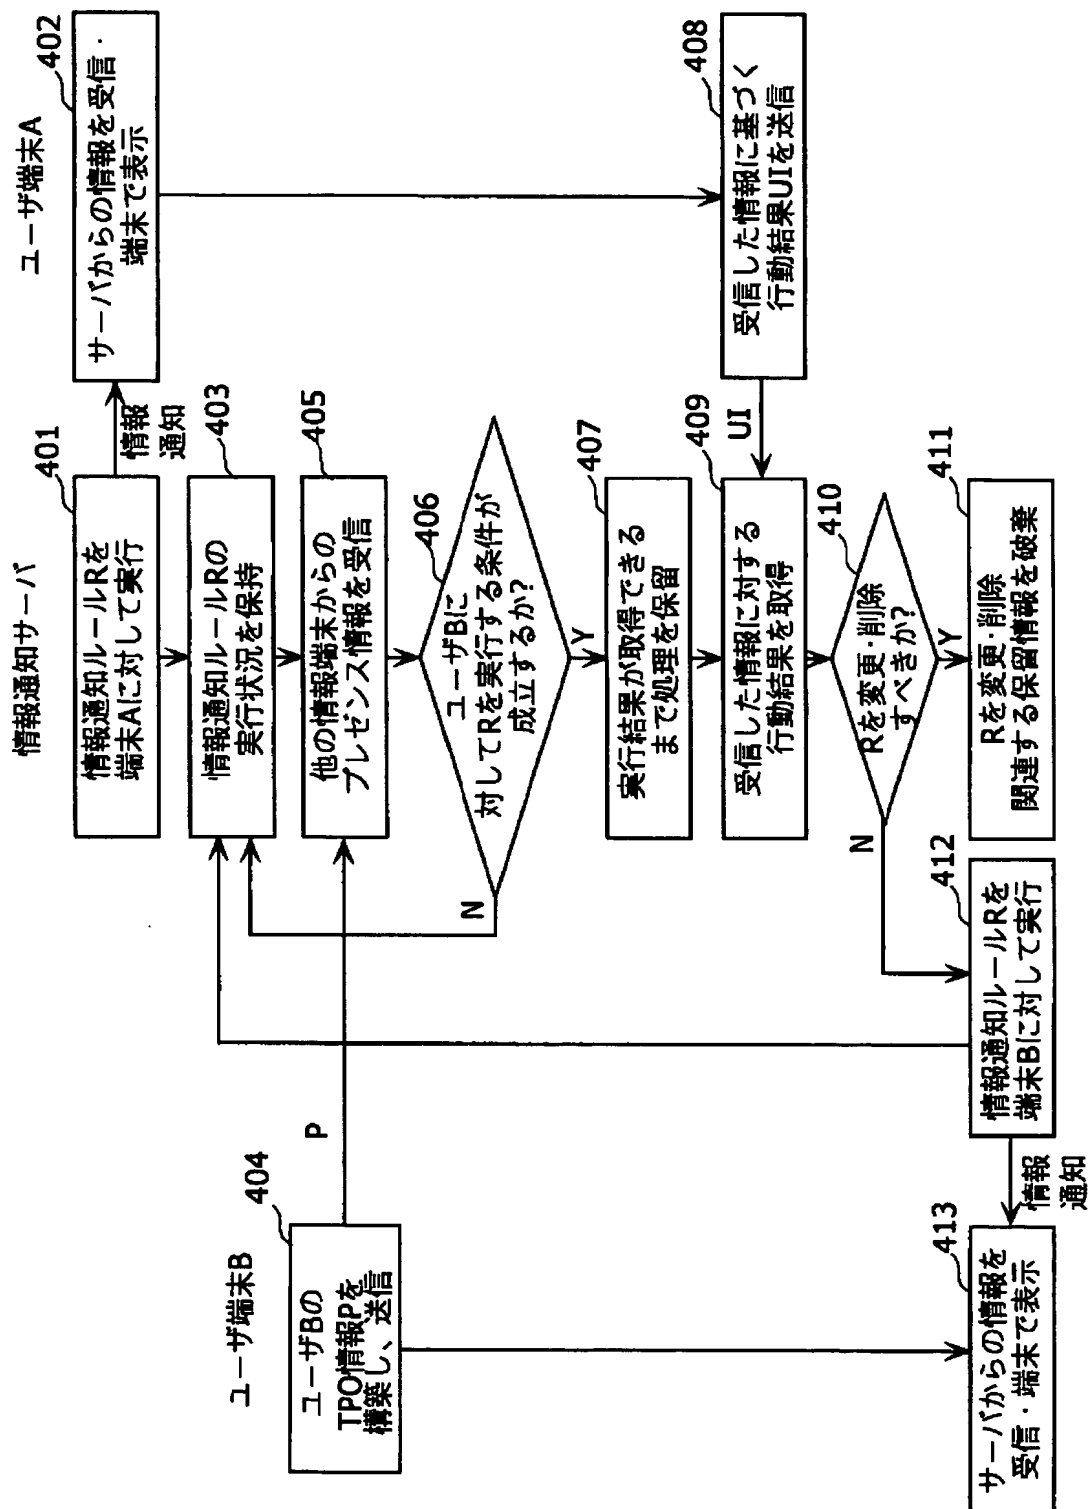 ユーザ端末B
情報通知サーバ
ユーザ端末A
401
情報通知ルールRを
端末Aに対して実行
情報
通知
402
サーバからの情報を受信・
端末で表示
403
情報通知ルールRの
実行状況を保持
404
ユーザBの
TPO情報Pを
構築し、送信
P
405
他の情報端末からの
プレゼンス情報を受信
406
ユーザBに
対してRを実行する条件が
成立するか?
N
Y
407
実行結果が取得できる
まで処理を保留
408
受信した情報に基づく
行動結果UIを送信
UI
409
受信した情報に対する
行動結果を取得
410
Rを変更・削除
すべきか?
N
Y
411
Rを変更・削除
関連する保留情報を破棄
412
情報通知ルールRを
端末Bに対して実行
情報
通知
413
サーバからの情報を
受信・端末で表示